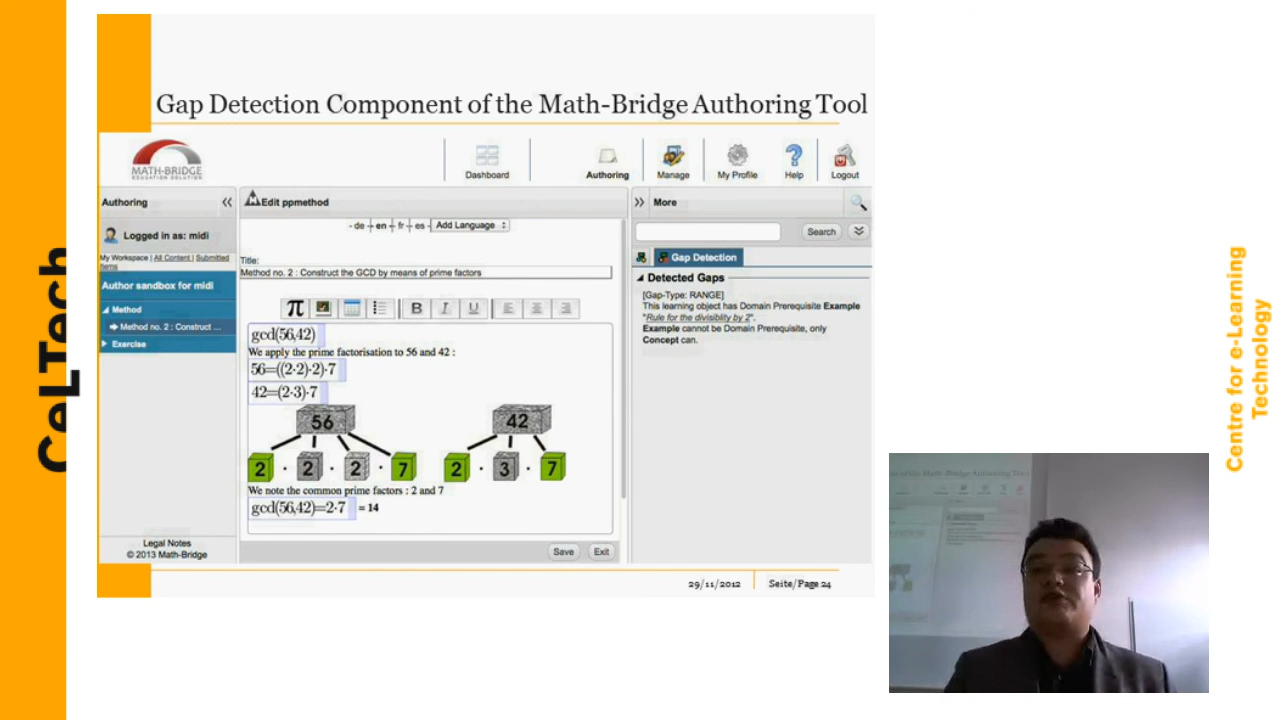 CeLTech
Gap Detection Component of the Math-Bridge Authoring Tool
MATH-BRIDGE
EDUCATION SOLUTION
Dashboard
Authoring
Manage
My Profile
Help
Logout
Authoring
Logged in as: midi
My Workspace | All Content | Submitted
Items
Author sandbox for midi
Method
Method no. 2 : Construct ...
Exercise
Legal Notes
© 2013 Math-Bridge
Edit ppmethod
- de - en - fr - es - Add Language
Title:
Method no. 2 : Construct the GCD by means of prime factors
π B I U
gcd(56,42)
We apply the prime factorisation to 56 and 42 :
56=((2·2)·2)·7
42=(2·3)·7
56 42
2 · 2 · 2 · 7 2 · 3 · 7
We note the common prime factors : 2 and 7
gcd(56,42)=2·7 = 14
Save Exit
More
Search
Gap Detection
Detected Gaps
[Gap-Type: RANGE]
This learning object has Domain Prerequisite Example
"Rule for the divisiblity by 2".
Example cannot be Domain Prerequisite, only
Concept can.
29/11/2012 Seite/Page 24
Centre for e-Learning
Technology